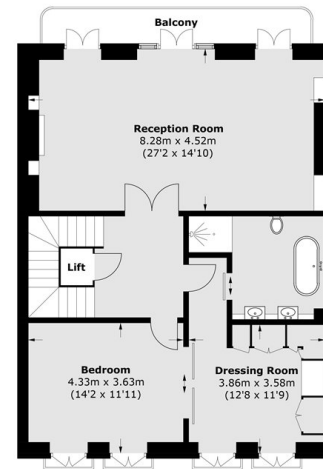 Balcony
Reception Room
8.28m x 4.52m
(27'2 x 14'10)
Lift
Bedroom
4.33m x 3.63m
(14'2 x 11'11)
Dressing Room
3.86m x 3.58m
(12'8 x 11'9)